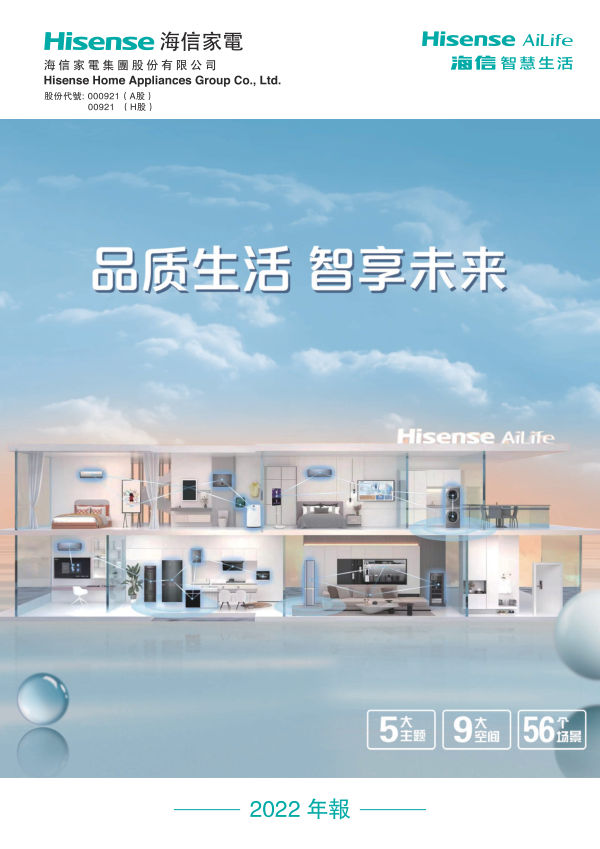 Hisense 海信家電
海信家電集團股份有限公司
Hisense Home Appliances Group Co., Ltd.
股份代號: 000921 ( A股 )
00921 ( H股 )
Hisense AiLife
海信 智慧生活
品质生活 智享未来
Hisense AiLife
5大主题
9大空间
56个场景
2022 年報